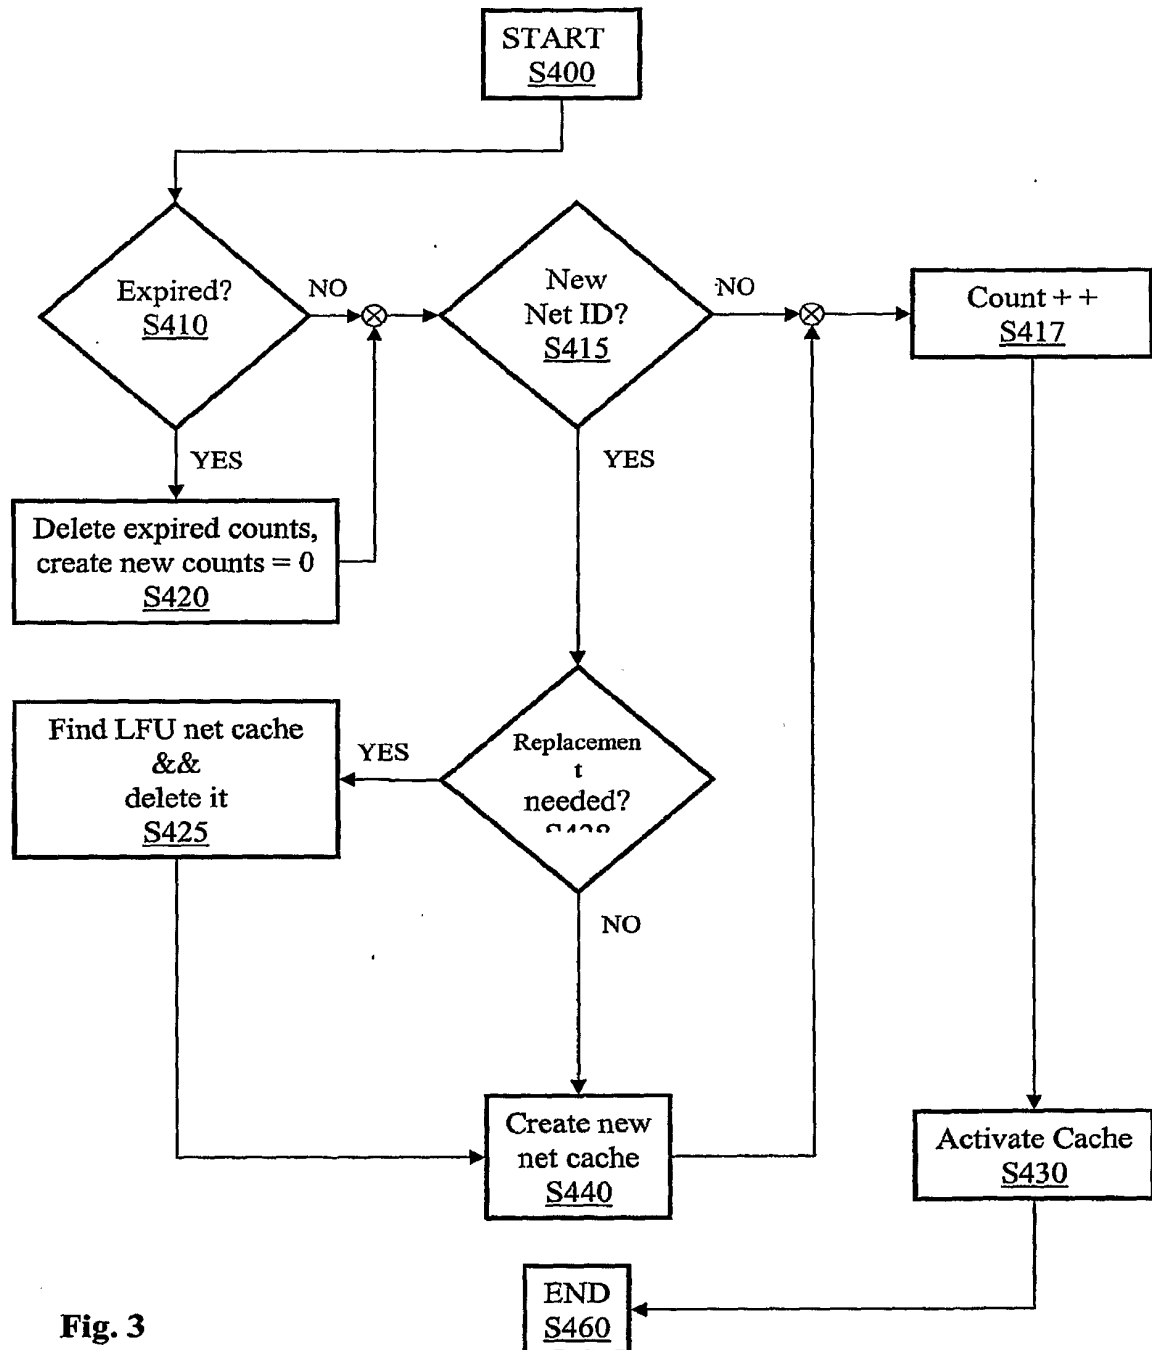 START
S400
Expired?
S410
NO
New
Net ID?
S415
NO
Count + +
S417
YES
YES
Delete expired counts,
create new counts = 0
S420
Find LFU net cache
&&
delete it
S425
YES
Replacemen
t
needed?
NO
Create new
net cache
S440
Activate Cache
S430
END
S460
Fig. 3